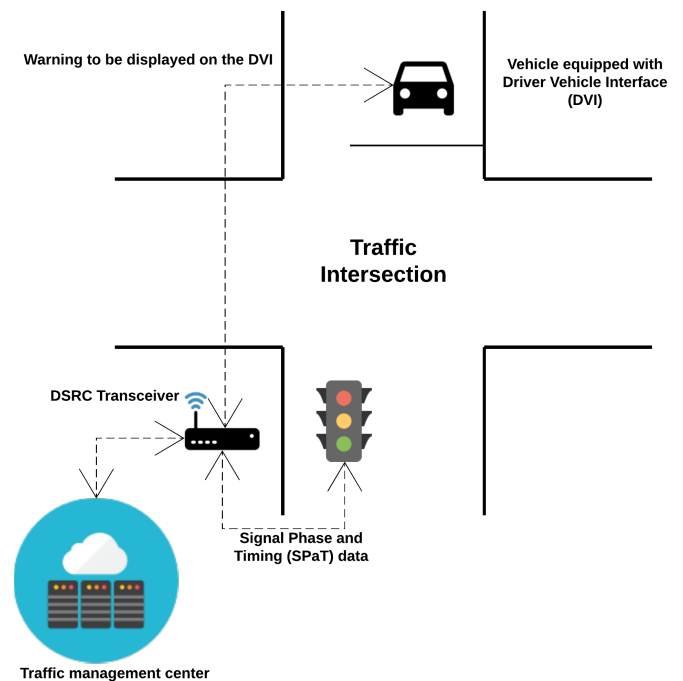 Warning to be displayed on the DVI
Vehicle equipped with
Driver Vehicle Interface
(DVI)
Traffic
Intersection
DSRC Transceiver
Signal Phase and
Timing (SPaT) data
Traffic management center